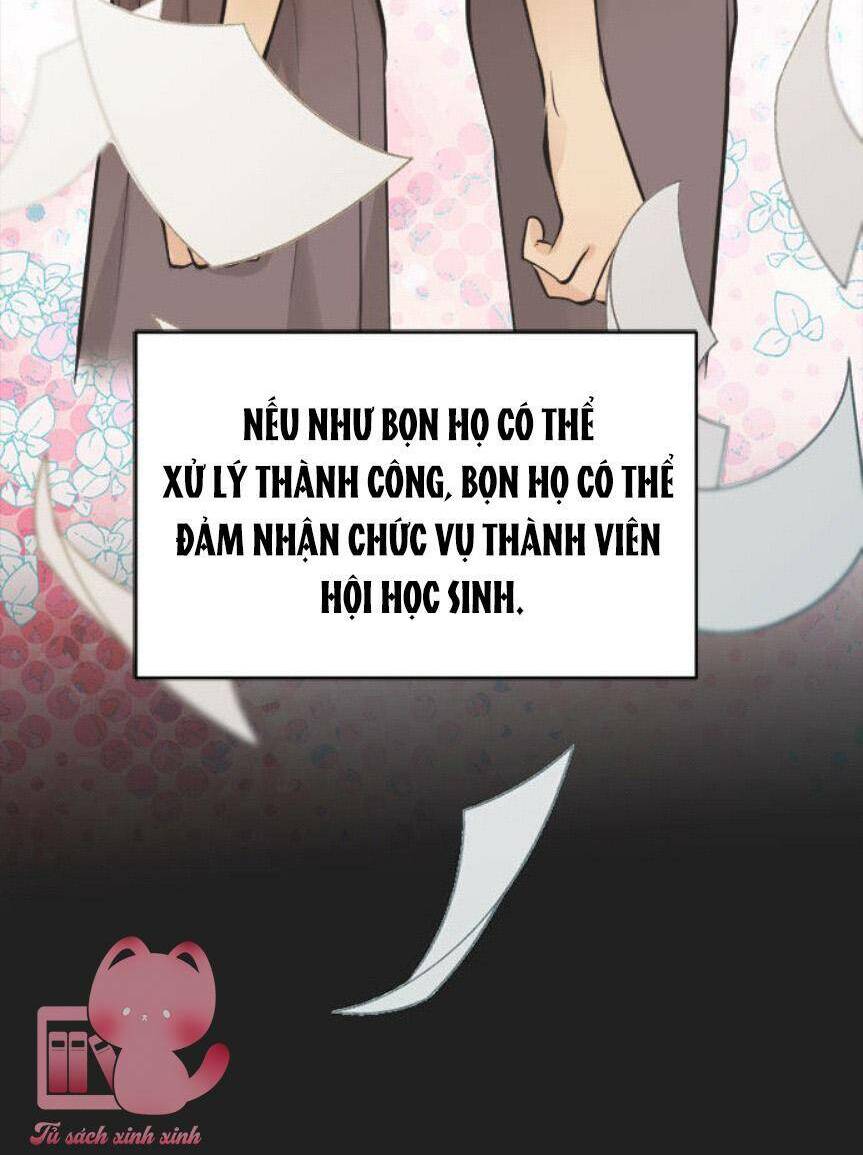 NẾU NHƯ BỌN HỌ CÓ THỂ
XỬ LÝ THÀNH CÔNG, BỌN HỌ CÓ THỂ
ĐẢM NHẬN CHỨC VỤ THÀNH VIÊN
HỘI HỌC SINH.
Tủ sách xinh xinh